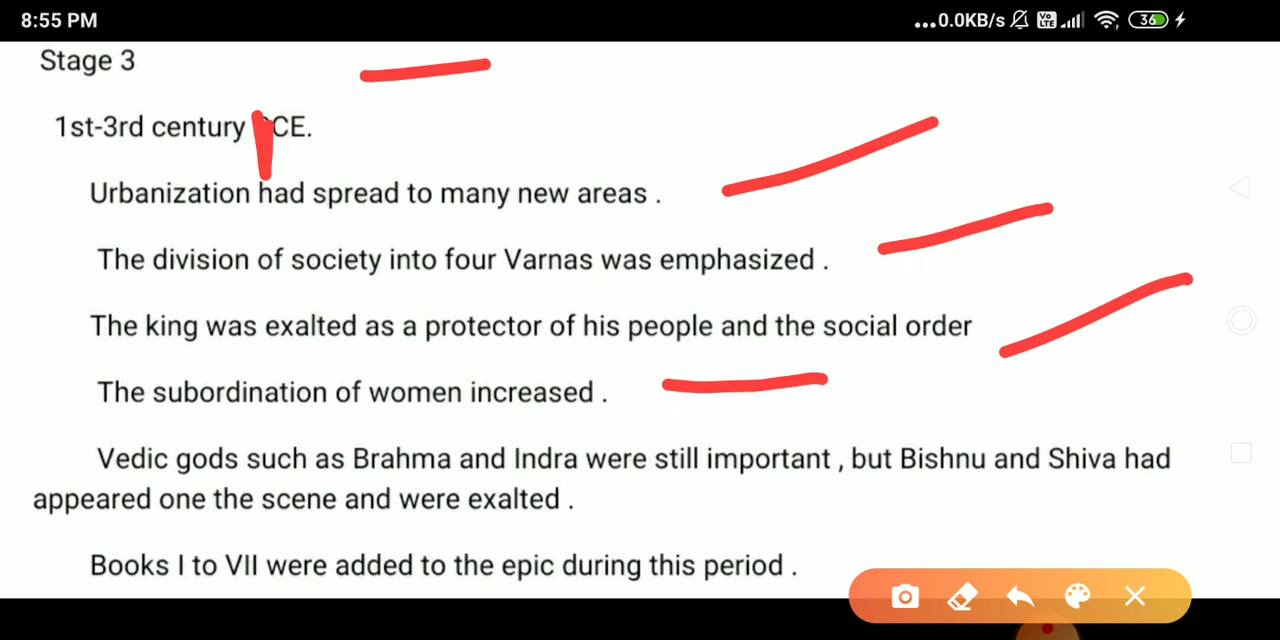 8:55 PM
...0.0KB/s Vo LTE 36
Stage 3
1st-3rd century CE.
Urbanization had spread to many new areas .
The division of society into four Varnas was emphasized .
The king was exalted as a protector of his people and the social order
The subordination of women increased .
Vedic gods such as Brahma and Indra were still important , but Bishnu and Shiva had
appeared one the scene and were exalted .
Books I to VII were added to the epic during this period .